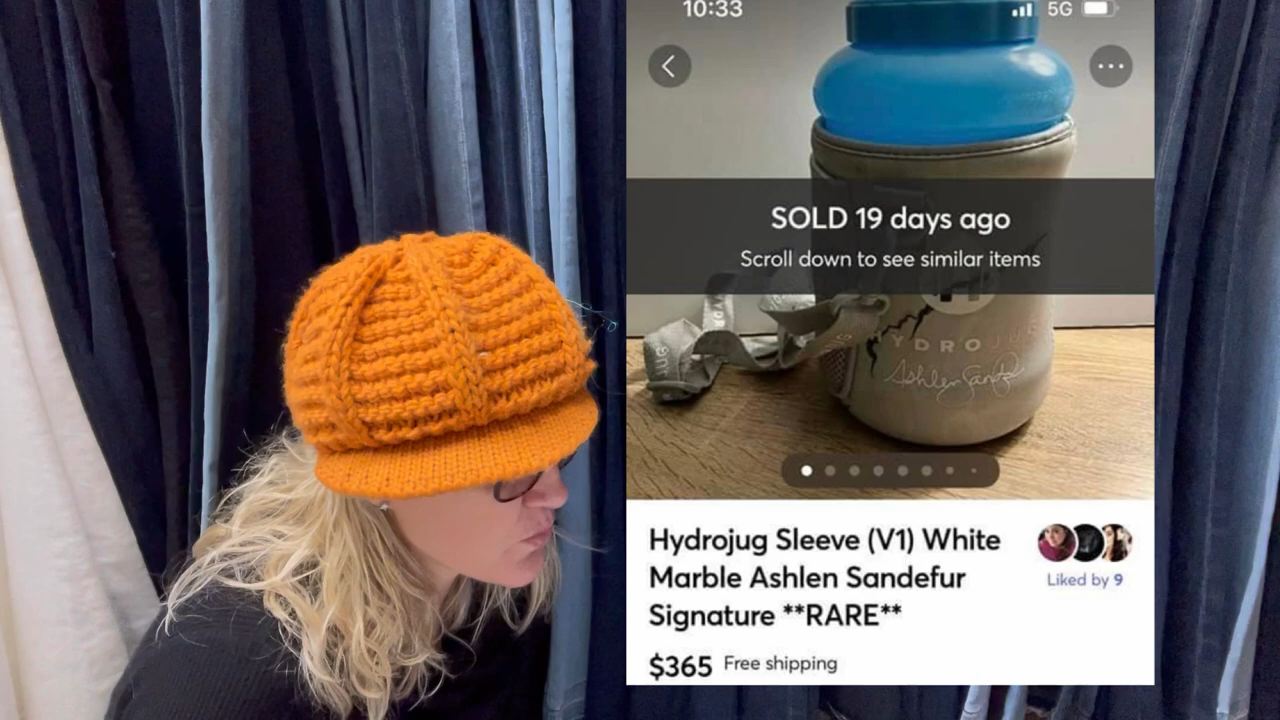 10:33
5G
SOLD 19 days ago
Scroll down to see similar items
YDROJUG
Ashlen Sandefur
Hydrojug Sleeve (V1) White
Marble Ashlen Sandefur
Signature **RARE**
Liked by 9
$365 Free shipping